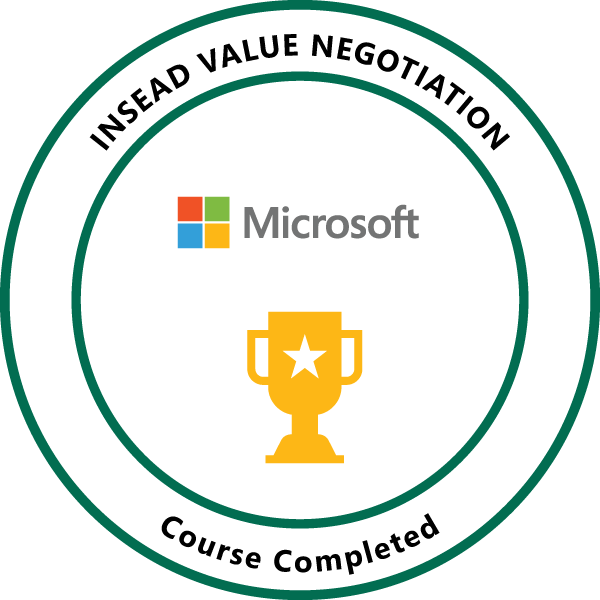 INSEAD VALUE NEGOTIATION
Microsoft
Course Completed